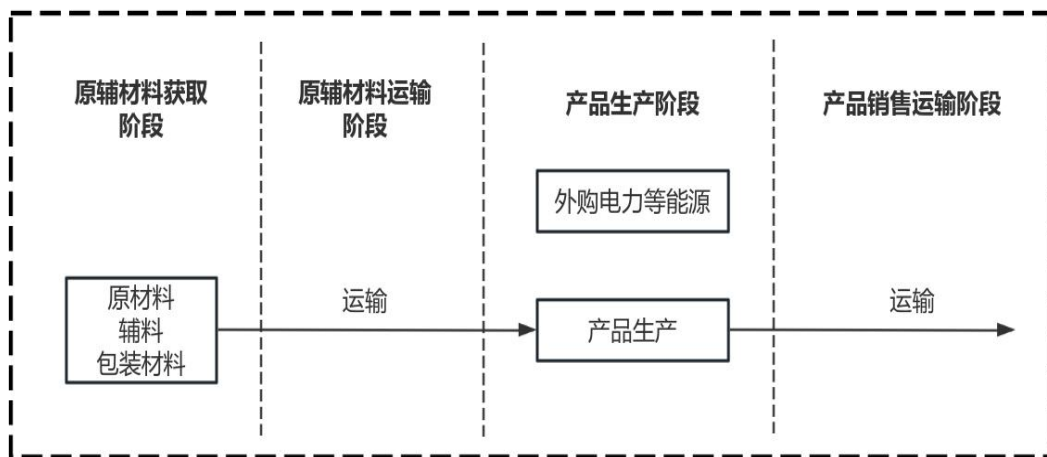 原辅材料获取
阶段
原辅材料运输
阶段
产品生产阶段
产品销售运输阶段
外购电力等能源
原材料
辅料
包装材料
运输
产品生产
运输